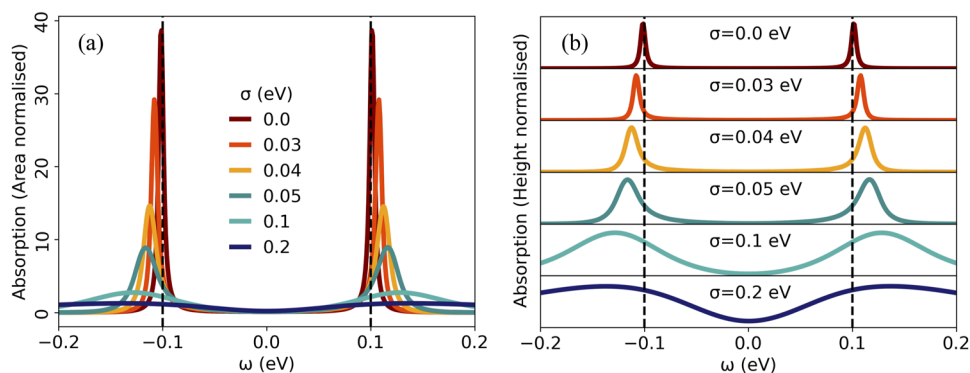 (a)
Absorption (Area normalised)
40
30
20
10
0
σ (eV)
0.0
0.03
0.04
0.05
0.1
0.2
−0.2
−0.1
0.0
0.1
0.2
ω (eV)
(b)
Absorption (Height normalised)
σ=0.0 eV
σ=0.03 eV
σ=0.04 eV
σ=0.05 eV
σ=0.1 eV
σ=0.2 eV
−0.2
−0.1
0.0
0.1
0.2
ω (eV)